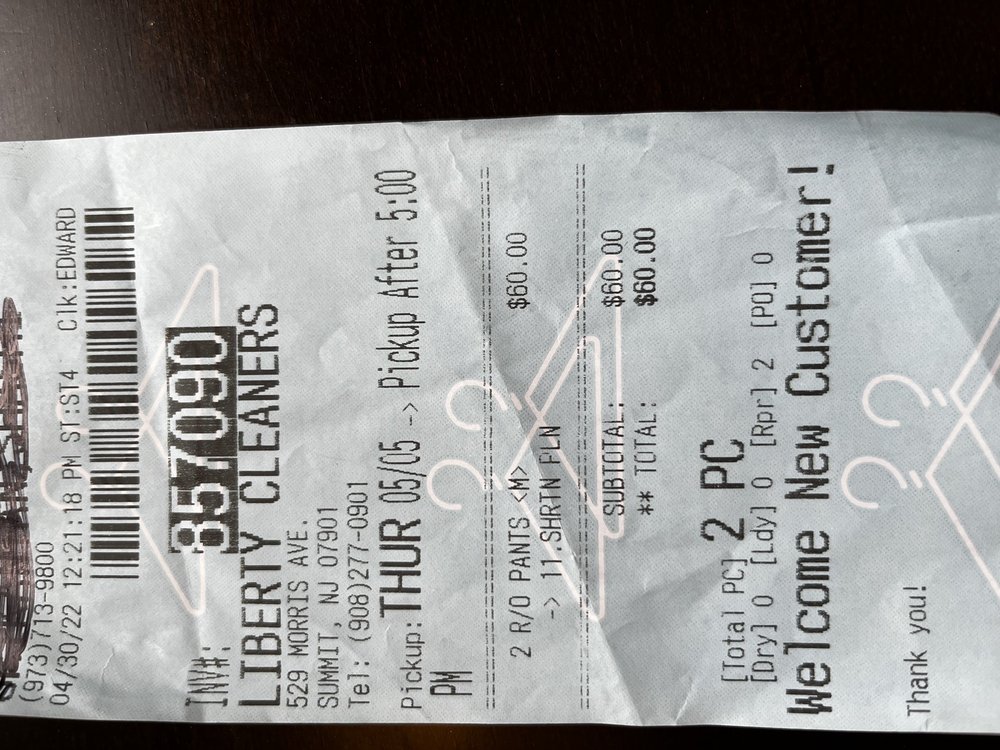 (973)713-9800
04/30/22 12:21:18 PM ST:ST4 Clk:EDWARD
INV#: 357090
LIBERTY CLEANERS
529 MORRIS AVE.
SUMMIT, NJ 07901
Tel: (908)277-0901
Pickup: THUR 05/05 -> Pickup After 5:00
PM
2 R/O PANTS <M> $60.00
-> 11.SHRTN PLN
SUBTOTAL: $60.00
** TOTAL: $60.00
[Total PC] 2 PC
[Dry] 0 [Ldy] 0 [Rpr] 2 [PO] 0
Welcome New Customer!
Thank you!